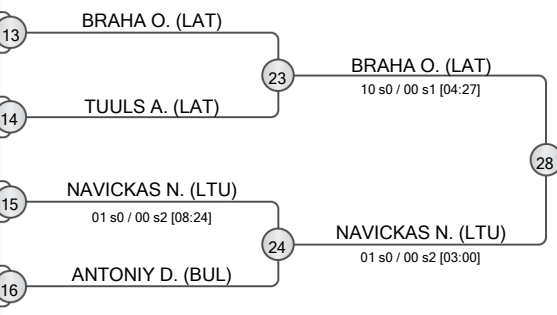 13
BRAHA O. (LAT)
23
BRAHA O. (LAT)
10 s0 / 00 s1 [04:27]
14
TUULS A. (LAT)
28
15
NAVICKAS N. (LTU)
01 s0 / 00 s2 [08:24]
24
NAVICKAS N. (LTU)
01 s0 / 00 s2 [03:00]
16
ANTONIY D. (BUL)